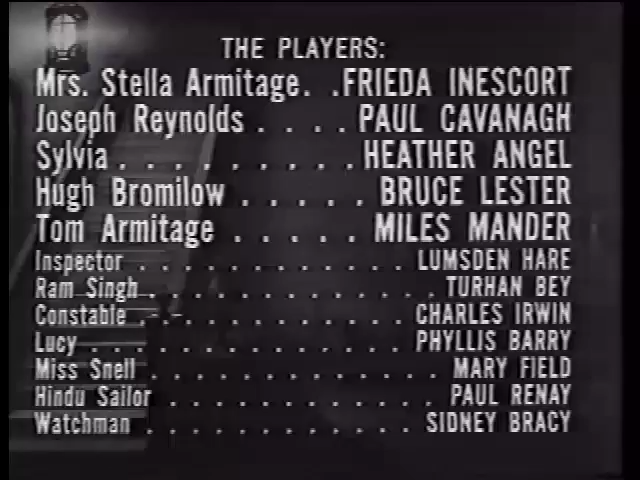 THE PLAYERS:
Mrs. Stella Armitage. .FRIEDA INESCORT
Joseph Reynolds . . . . PAUL CAVANAGH
Sylvia . . . . . . . . . HEATHER ANGEL
Hugh Bromilow . . . . . BRUCE LESTER
Tom Armitage . . . . . MILES MANDER
Inspector . . . . . . . . . . . . LUMSDEN HARE
Ram Singh . . . . . . . . . . . . . TURHAN BEY
Constable . . . . . . . . . . . CHARLES IRWIN
Lucy . . . . . . . . . . . . . PHYLLIS BARRY
Miss Snell . . . . . . . . . . . . . MARY FIELD
Hindu Sailor . . . . . . . . . . . . PAUL RENAY
Watchman . . . . . . . . . . . . SIDNEY BRACY